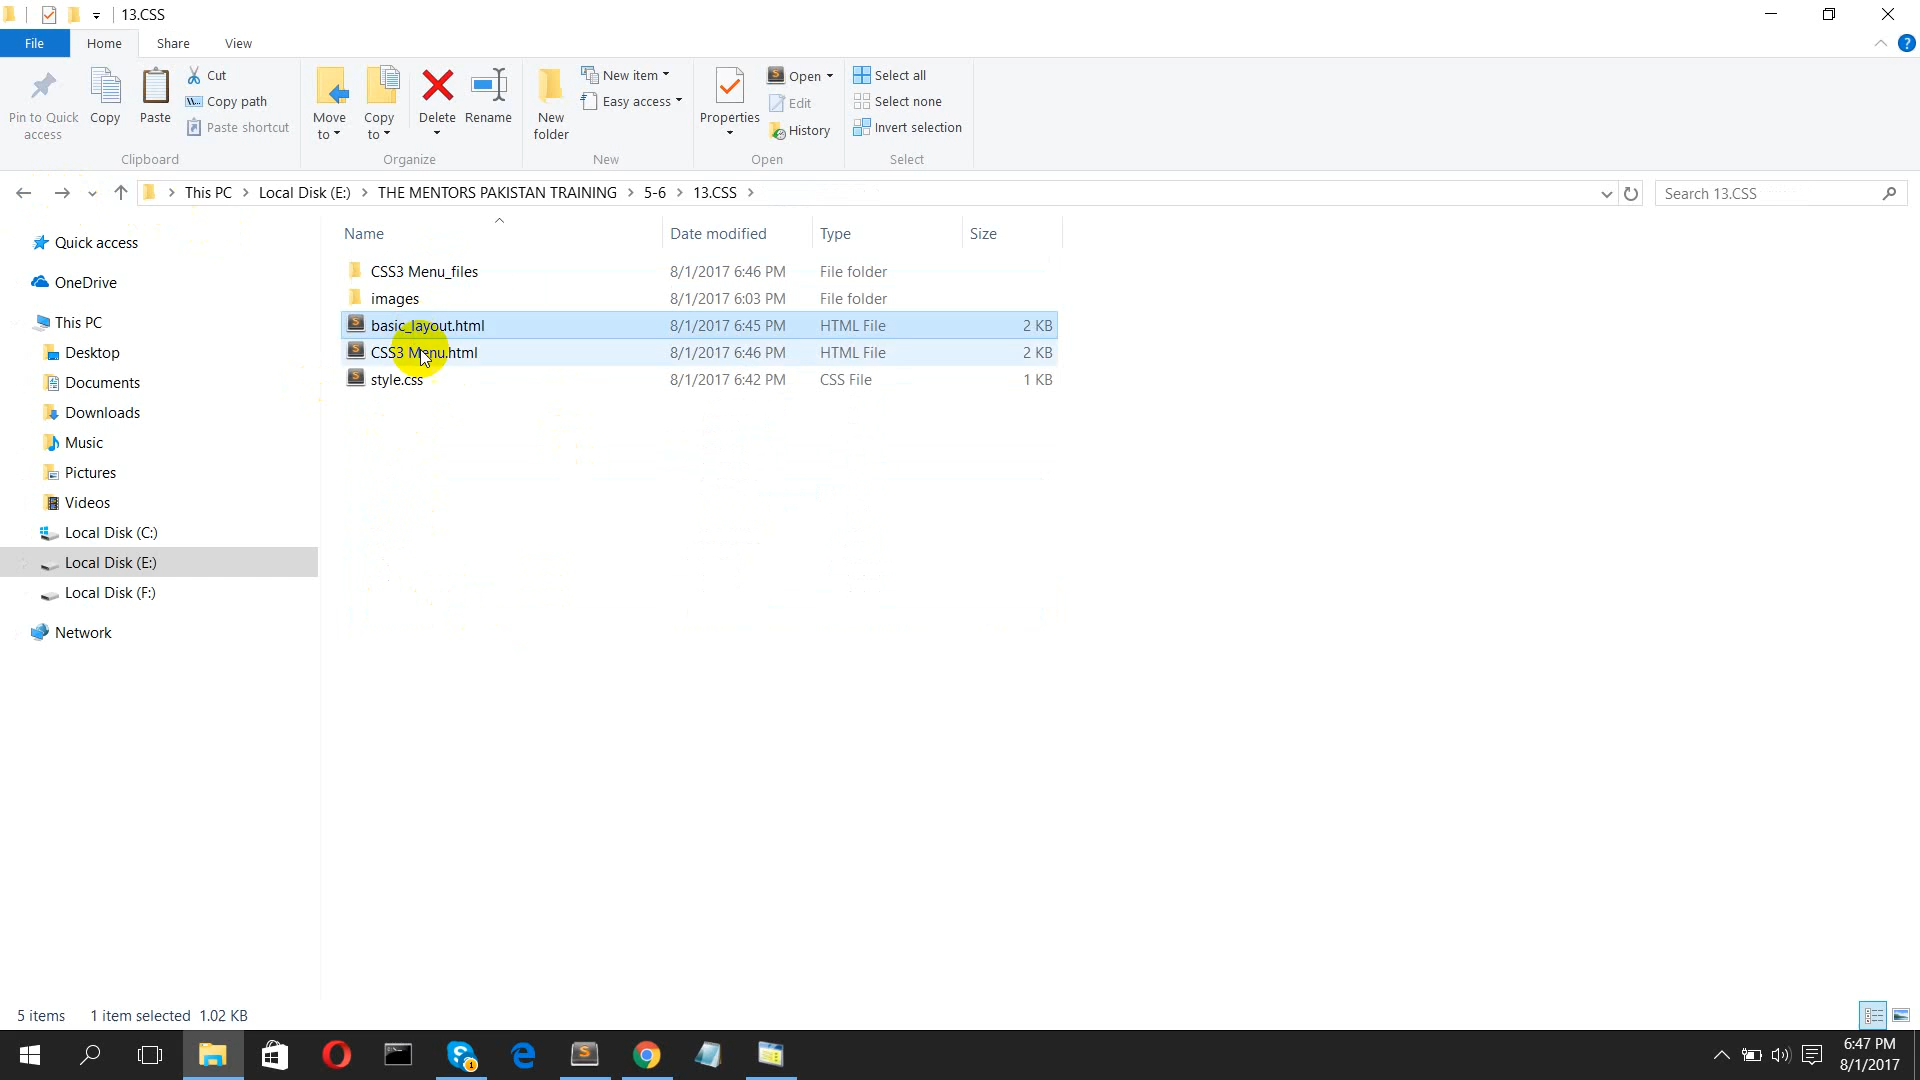 13.CSS
File Home Share View
Pin to Quick access
Copy
Paste
Cut
Copy path
Paste shortcut
Clipboard
Move to
Copy to
Delete
Rename
Organize
New folder
New item
Easy access
New
Properties
Open
Edit
History
Open
Select all
Select none
Invert selection
Select
This PC Local Disk (E:) THE MENTORS PAKISTAN TRAINING 5-6 13.CSS
Search 13.CSS
Quick access
OneDrive
This PC
Desktop
Documents
Downloads
Music
Pictures
Videos
Local Disk (C:)
Local Disk (E:)
Local Disk (F:)
Network
Name Date modified Type Size
CSS3 Menu_files 8/1/2017 6:46 PM File folder
images 8/1/2017 6:03 PM File folder
basic_layout.html 8/1/2017 6:45 PM HTML File 2 KB
CSS3 Menu.html 8/1/2017 6:46 PM HTML File 2 KB
style.css 8/1/2017 6:42 PM CSS File 1 KB
5 items 1 item selected 1.02 KB
1
6:47 PM
8/1/2017